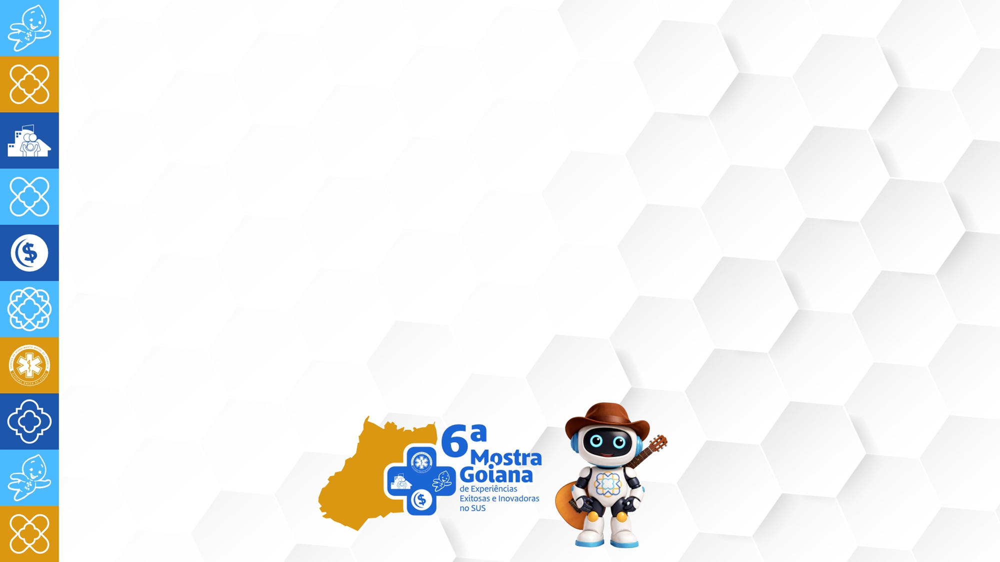 6ª
Mostra
Goiana
de Experiências
Exitosas e Inovadoras
no SUS